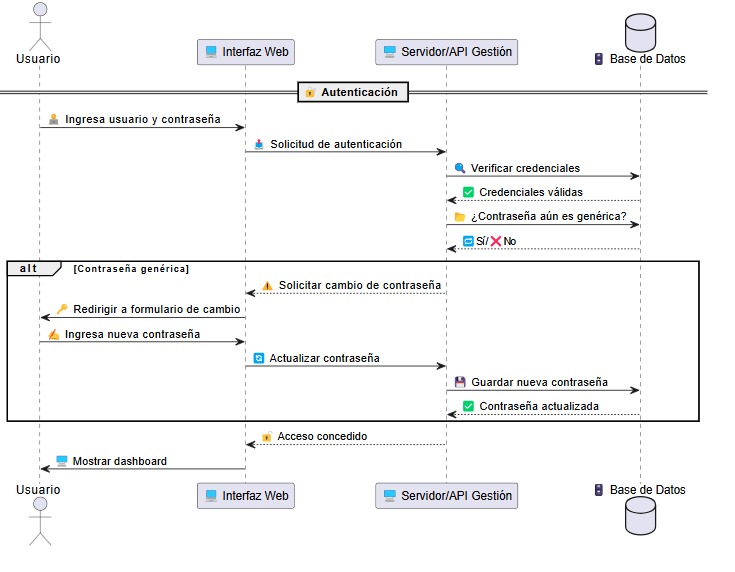 Usuario
Interfaz Web
Servidor/API Gestión
Base de Datos
Autenticación
Ingresa usuario y contraseña
Solicitud de autenticación
Verificar credenciales
Credenciales válidas
¿Contraseña aún es genérica?
Sí/ No
alt [Contraseña genérica]
Solicitar cambio de contraseña
Redirigir a formulario de cambio
Ingresa nueva contraseña
Actualizar contraseña
Guardar nueva contraseña
Contraseña actualizada
Acceso concedido
Mostrar dashboard
Usuario
Interfaz Web
Servidor/API Gestión
Base de Datos